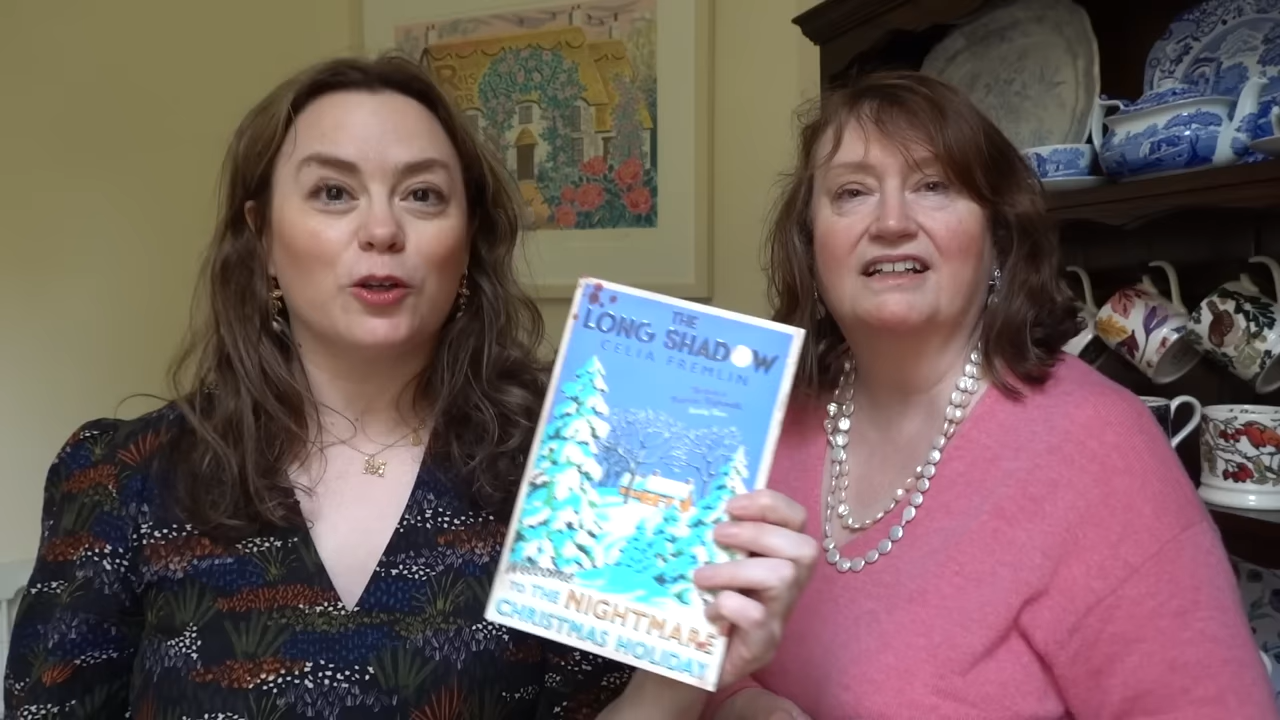 THE
LONG SHADOW
CELIA FREMLIN
Welcome
TO THE NIGHTMARE
CHRISTMAS HOLIDAY